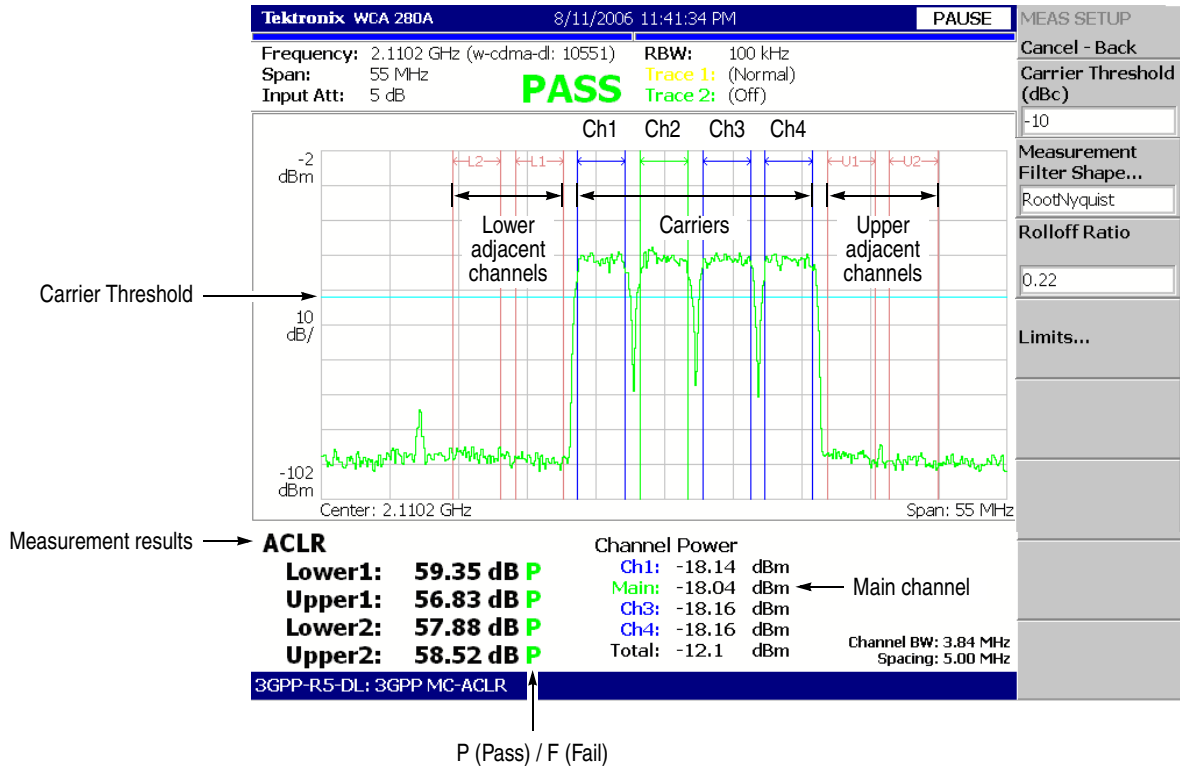 Tektronix WCA 280A 8/11/2006 11:41:34 PM PAUSE
MEAS SETUP
Cancel - Back
Carrier Threshold
(dBc)
-10
Measurement
Filter Shape...
RootNyquist
Rolloff Ratio
0.22
Limits...
Frequency: 2.1102 GHz (w-cdma-dl: 10551)
Span: 55 MHz
Input Att: 5 dB
PASS
RBW: 100 kHz
Trace 1: (Normal)
Trace 2: (Off)
Ch1 Ch2 Ch3 Ch4
-2
dBm
L2 L1 U1 U2
Lower
adjacent
channels
Carriers
Upper
adjacent
channels
Carrier Threshold
10
dB/
-102
dBm
Center: 2.1102 GHz Span: 55 MHz
Measurement results
ACLR
Lower1: 59.35 dB P
Upper1: 56.83 dB P
Lower2: 57.88 dB P
Upper2: 58.52 dB P
Channel Power
Ch1: -18.14 dBm
Main: -18.04 dBm
Ch3: -18.16 dBm
Ch4: -18.16 dBm
Total: -12.1 dBm
Main channel
Channel BW: 3.84 MHz
Spacing: 5.00 MHz
3GPP-R5-DL: 3GPP MC-ACLR
P (Pass) / F (Fail)